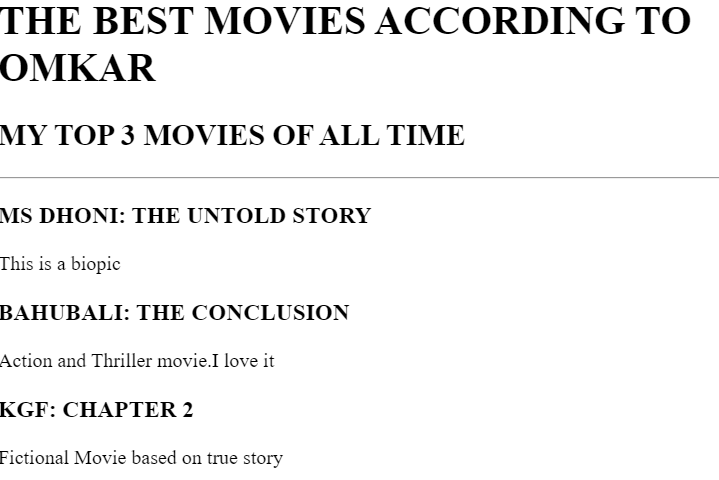 THE BEST MOVIES ACCORDING TO
OMKAR
MY TOP 3 MOVIES OF ALL TIME
MS DHONI: THE UNTOLD STORY
This is a biopic
BAHUBALI: THE CONCLUSION
Action and Thriller movie.I love it
KGF: CHAPTER 2
Fictional Movie based on true story